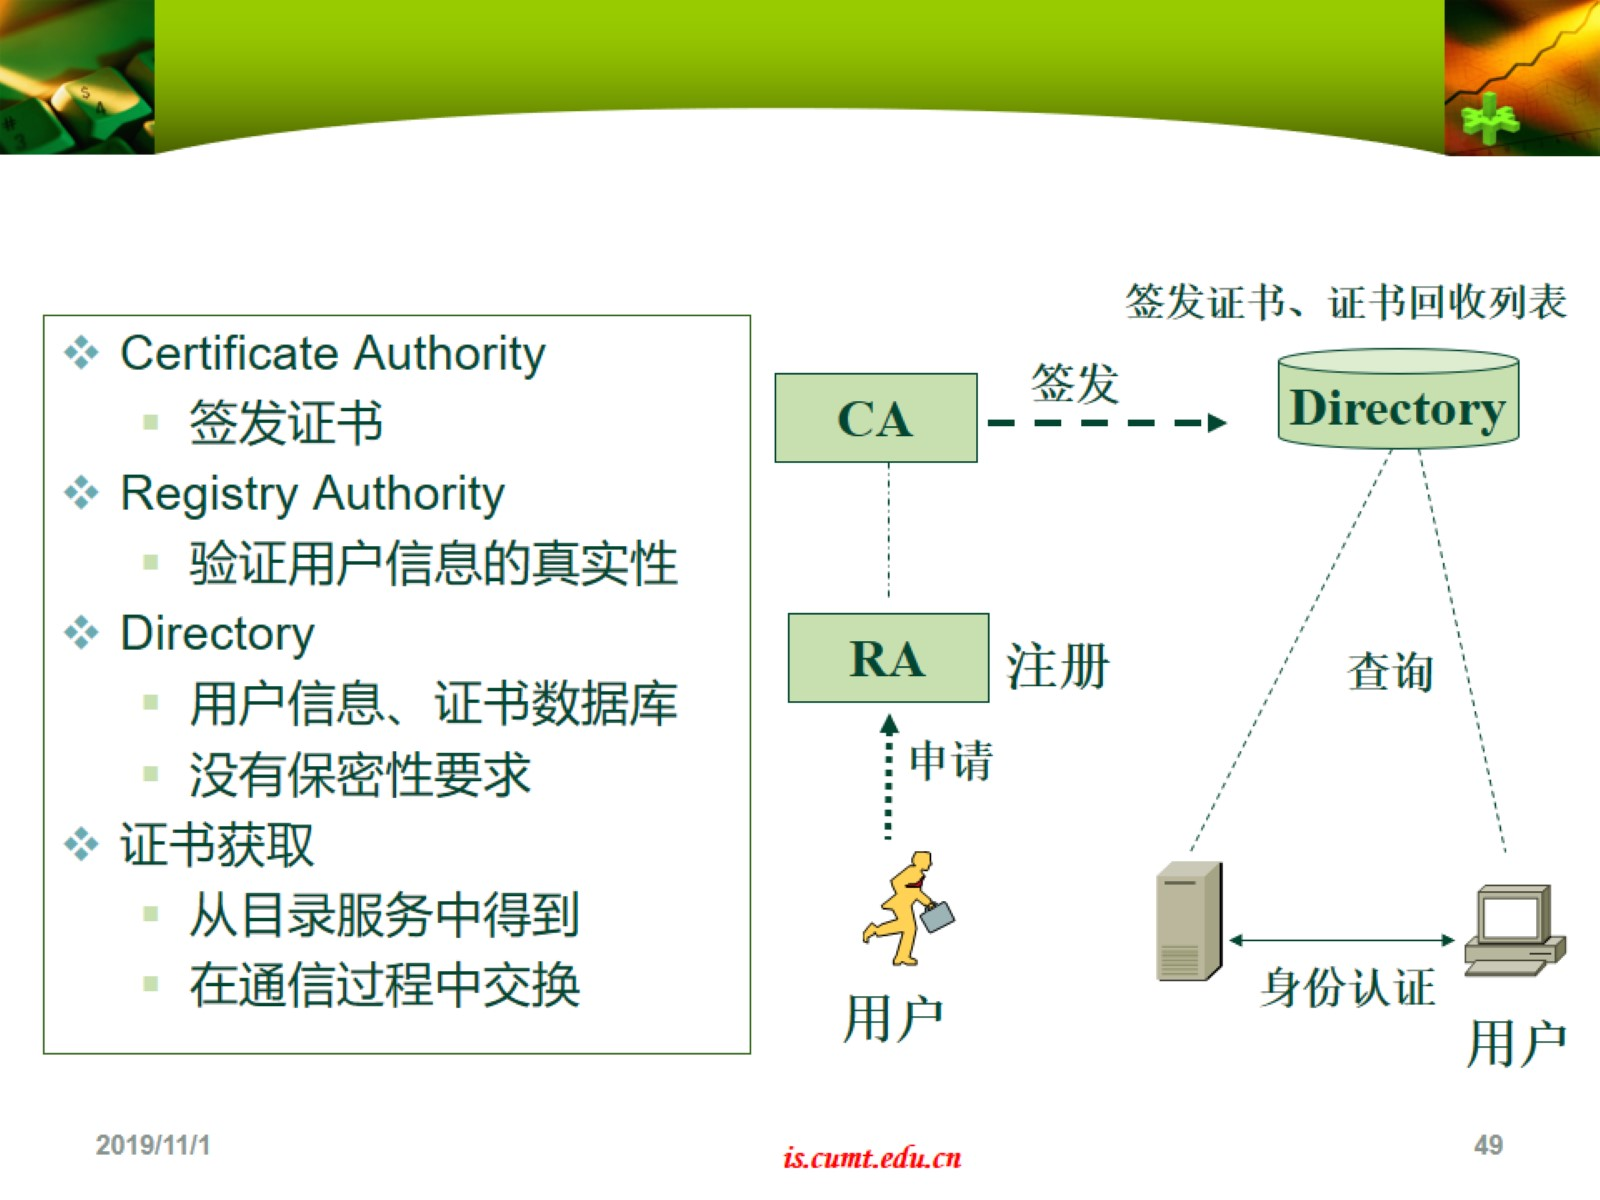 Certificate Authority
签发证书
Registry Authority
验证用户信息的真实性
Directory
用户信息、证书数据库
没有保密性要求
证书获取
从目录服务中得到
在通信过程中交换
签发证书、证书回收列表
CA
签发
Directory
RA
注册
查询
申请
身份认证
用户
用户
2019/11/1
is.cumt.edu.cn
49